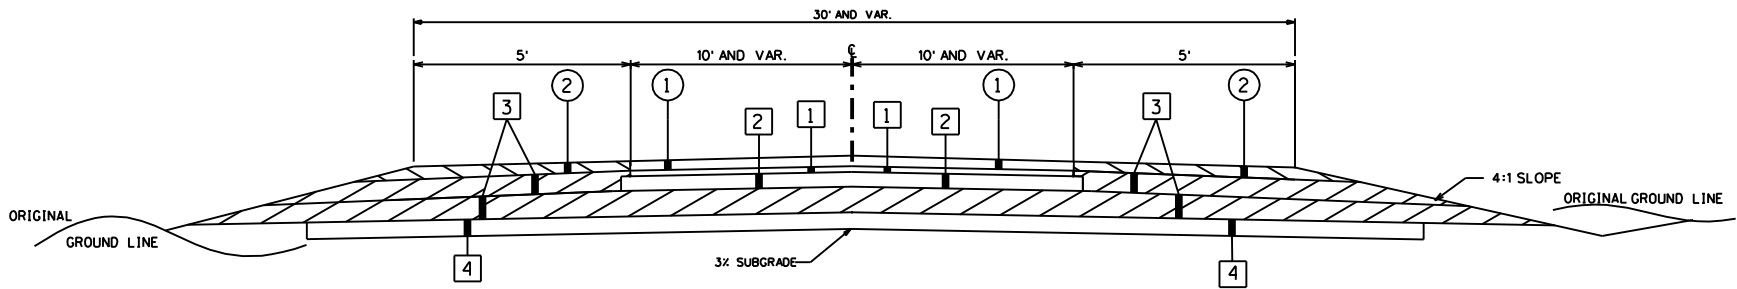 30' AND VAR.
5'
10' AND VAR.
℄
10' AND VAR.
5'
2
1
1
2
3
2
1
1
2
3
4:1 SLOPE
ORIGINAL GROUND LINE
ORIGINAL
GROUND LINE
3% SUBGRADE
4
4